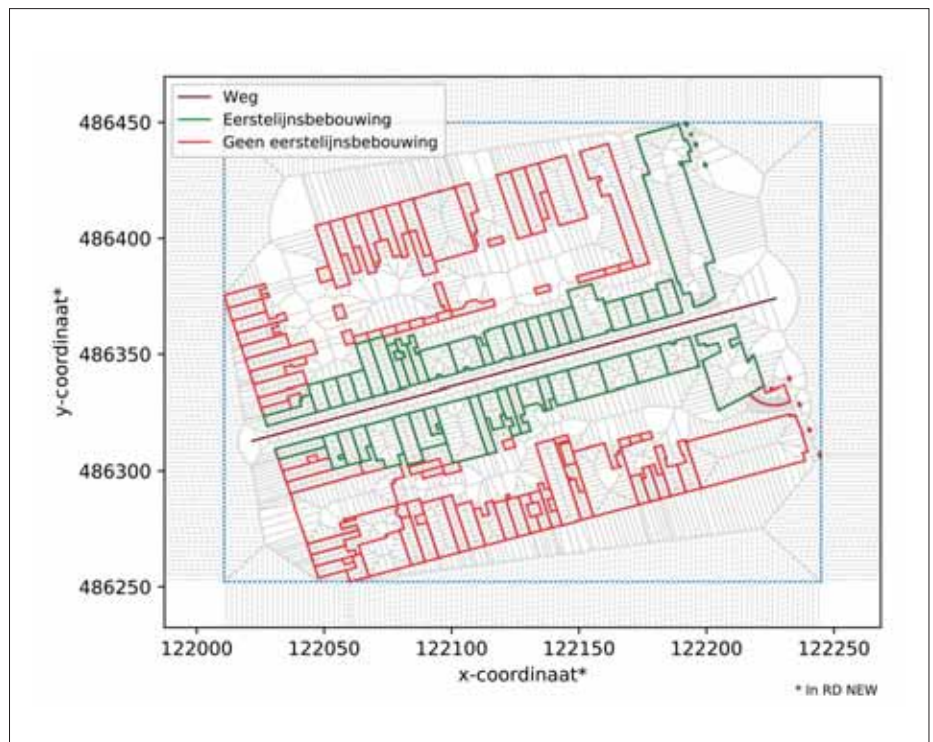 Weg
Eerstelijnsbebouwing
Geen eerstelijnsbebouwing
486450
486400
486350
486300
486250
y-coordinaat*
122000
122050
122100
122150
122200
122250
x-coordinaat*
* In RD NEW